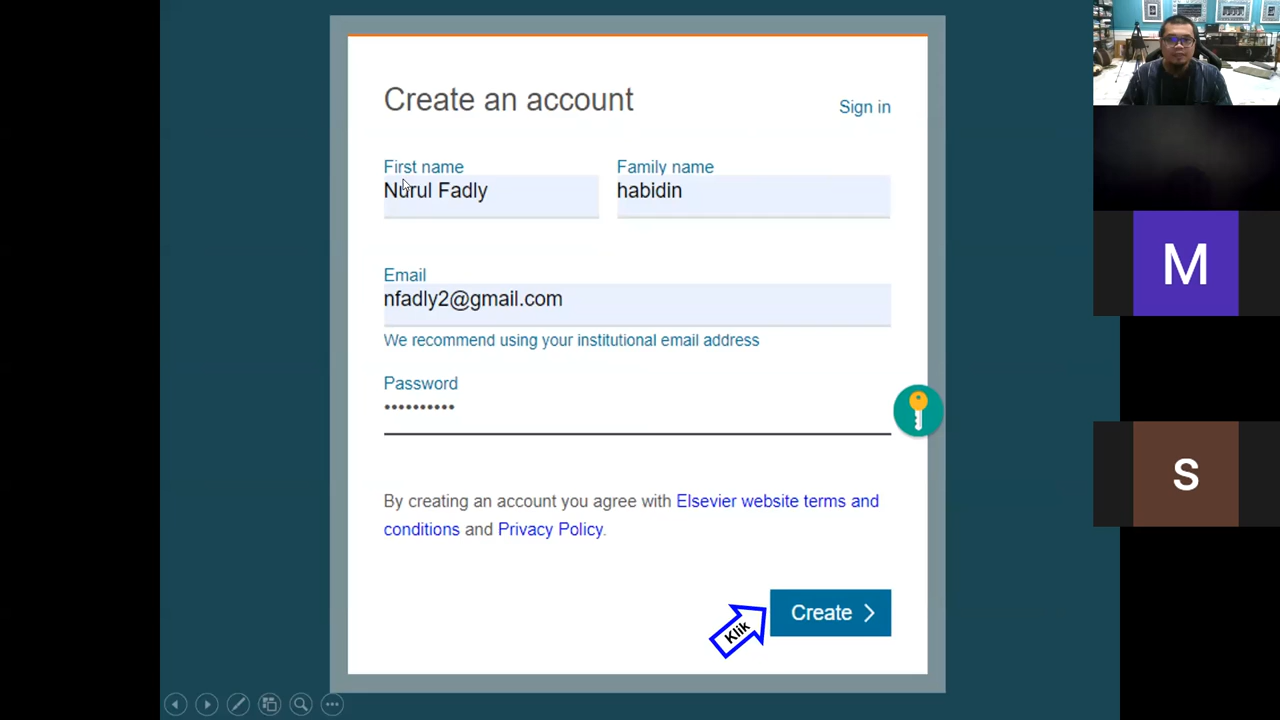 Create an account
Sign in
First name
Family name
Nurul Fadly
habidin
Email
nfadly2@gmail.com
We recommend using your institutional email address
Password
••••••••••
By creating an account you agree with Elsevier website terms and
conditions and Privacy Policy.
Klik
Create
M
S